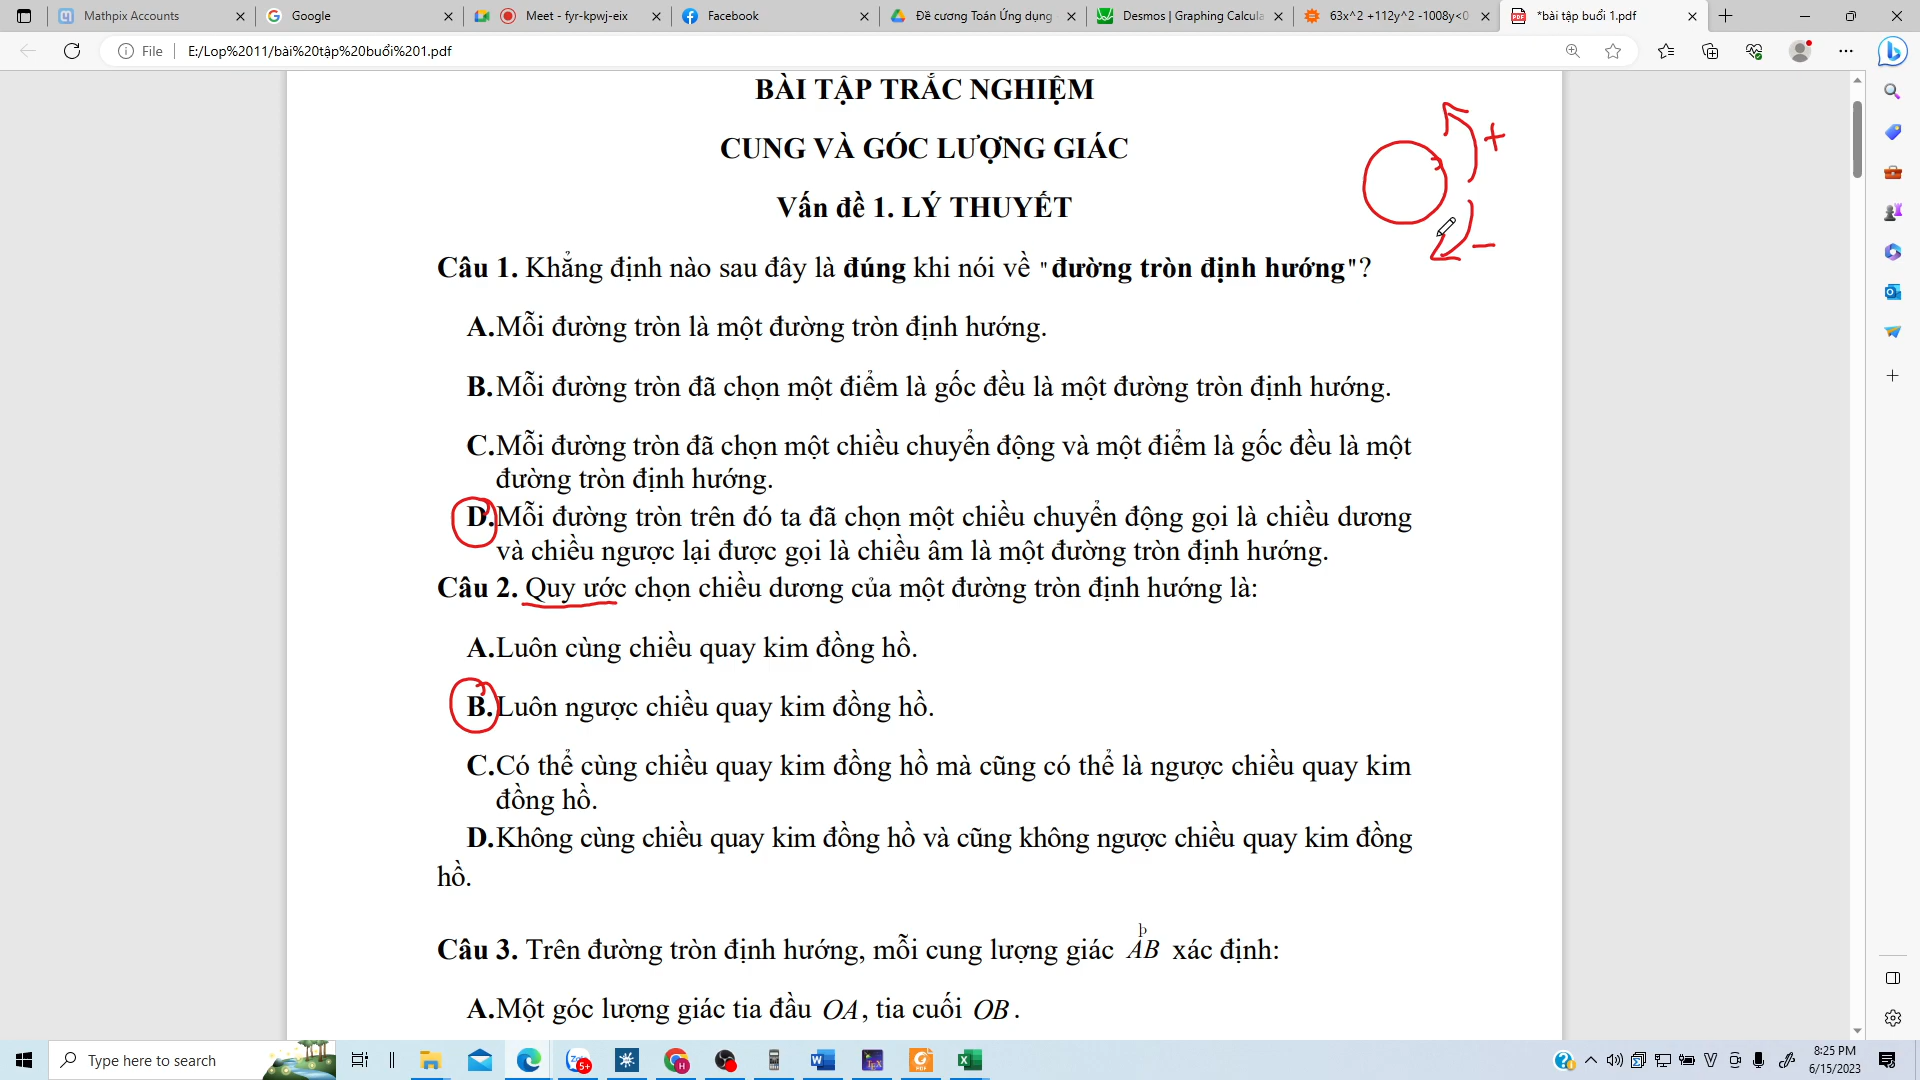 Mathpix Accounts
Google
Meet - fyr-kpwj-eix
Facebook
Đề cương Toán Ứng dụng
Desmos | Graphing Calcula
63x^2 +112y^2 -1008y<0
*bài tập buổi 1.pdf
File
E:/Lop%2011/bài%20tập%20buổi%201.pdf
BÀI TẬP TRẮC NGHIỆM
CUNG VÀ GÓC LƯỢNG GIÁC
+
Vấn đề 1. LÝ THUYẾT
-
Câu 1. Khẳng định nào sau đây là đúng khi nói về "đường tròn định hướng"?
A.Mỗi đường tròn là một đường tròn định hướng.
B.Mỗi đường tròn đã chọn một điểm là gốc đều là một đường tròn định hướng.
C.Mỗi đường tròn đã chọn một chiều chuyển động và một điểm là gốc đều là một
đường tròn định hướng.
D.Mỗi đường tròn trên đó ta đã chọn một chiều chuyển động gọi là chiều dương
và chiều ngược lại được gọi là chiều âm là một đường tròn định hướng.
Câu 2. Quy ước chọn chiều dương của một đường tròn định hướng là:
A.Luôn cùng chiều quay kim đồng hồ.
B.Luôn ngược chiều quay kim đồng hồ.
C.Có thể cùng chiều quay kim đồng hồ mà cũng có thể là ngược chiều quay kim
đồng hồ.
D.Không cùng chiều quay kim đồng hồ và cũng không ngược chiều quay kim đồng
hồ.
þ
Câu 3. Trên đường tròn định hướng, mỗi cung lượng giác AB xác định:
A.Một góc lượng giác tia đầu OA, tia cuối OB.
Type here to search
8:25 PM
6/15/2023